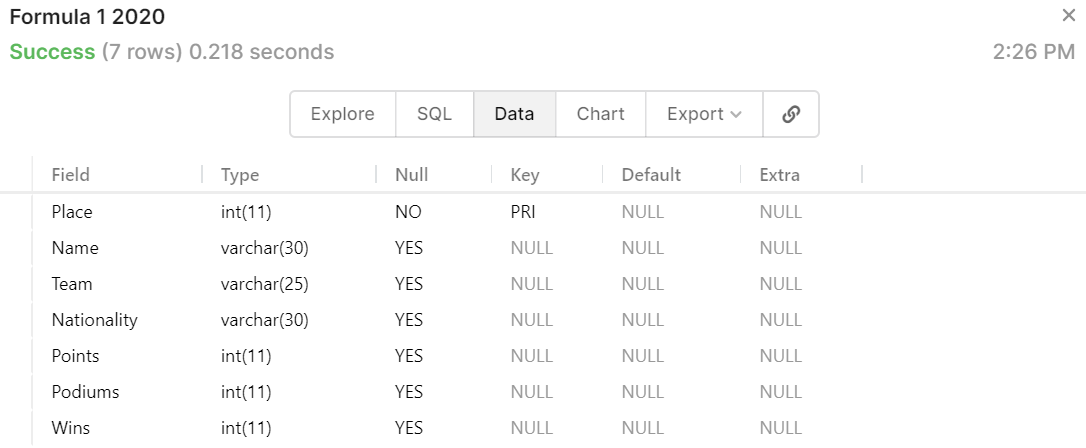 Formula 1 2020
Success (7 rows) 0.218 seconds 2:26 PM
Explore SQL Data Chart Export
Field Type Null Key Default Extra
Place int(11) NO PRI NULL NULL
Name varchar(30) YES NULL NULL NULL
Team varchar(25) YES NULL NULL NULL
Nationality varchar(30) YES NULL NULL NULL
Points int(11) YES NULL NULL NULL
Podiums int(11) YES NULL NULL NULL
Wins int(11) YES NULL NULL NULL